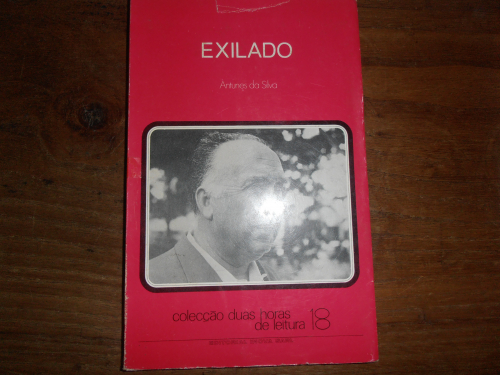 EXILADO
Antunes da Silva
colecção duas horas
de leitura 18